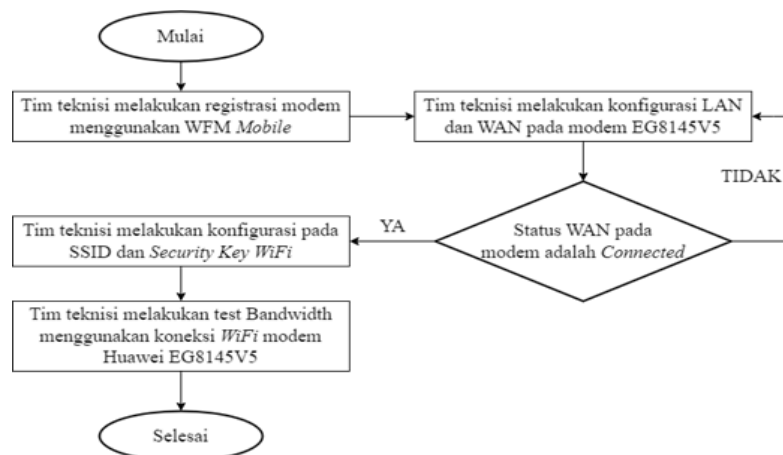 Mulai
Tim teknisi melakukan registrasi modem
menggunakan WFM Mobile
Tim teknisi melakukan konfigurasi LAN
dan WAN pada modem EG8145V5
TIDAK
Status WAN pada
modem adalah Connected
YA
Tim teknisi melakukan konfigurasi pada
SSID dan Security Key WiFi
Tim teknisi melakukan test Bandwidth
menggunakan koneksi WiFi modem
Huawei EG8145V5
Selesai